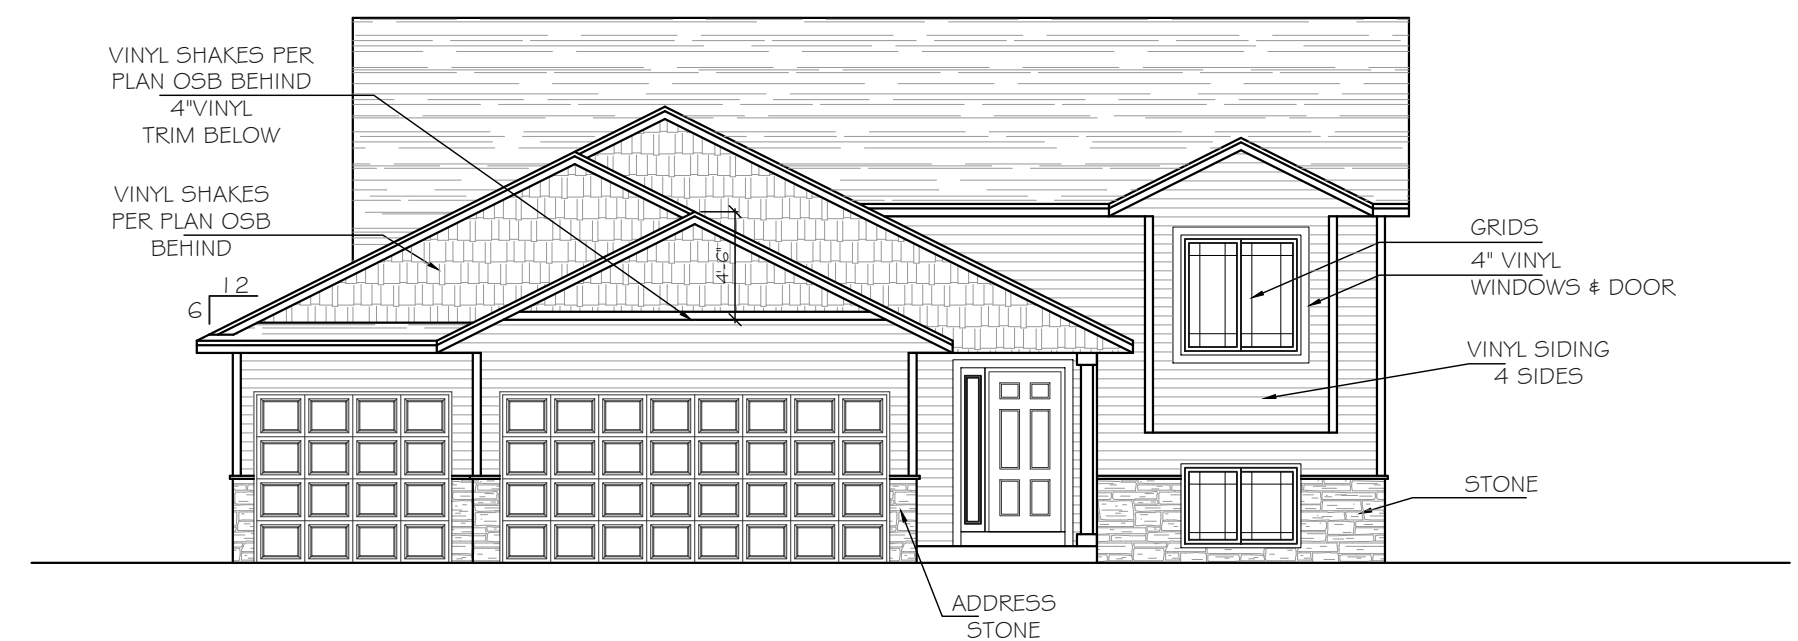 VINYL SHAKES PER
PLAN OSB BEHIND
4"VINYL
TRIM BELOW
VINYL SHAKES
PER PLAN OSB
BEHIND
12
6
4'-6"
GRIDS
4" VINYL
WINDOWS & DOOR
VINYL SIDING
4 SIDES
STONE
ADDRESS
STONE